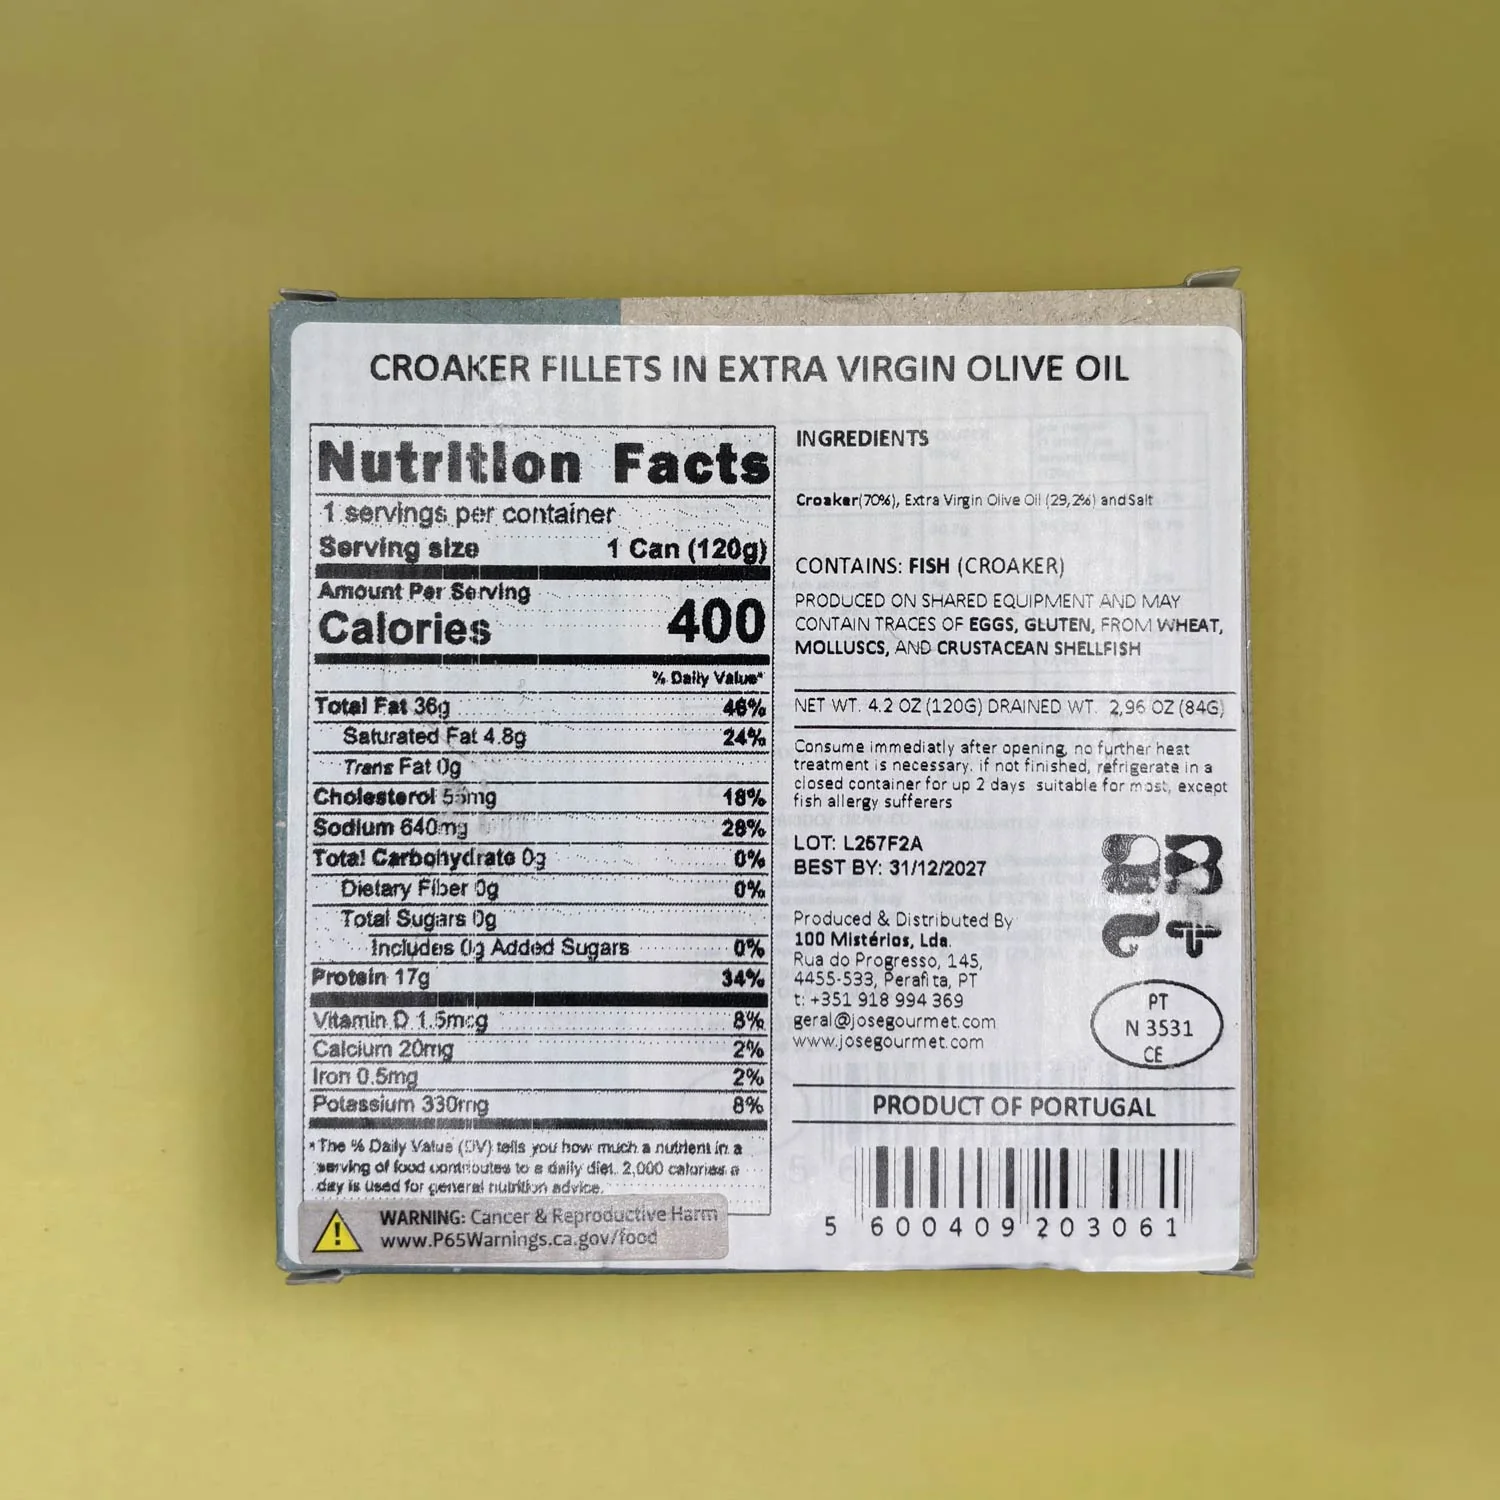 CROAKER FILLETS IN EXTRA VIRGIN OLIVE OIL
Nutrition Facts
1 servings per container
Serving size 1 Can (120g)
Amount Per Serving
Calories 400
% Daily Value*
Total Fat 36g 46%
Saturated Fat 4.8g 24%
Trans Fat 0g
Cholesterol 55mg 18%
Sodium 640mg 28%
Total Carbohydrate 0g 0%
Dietary Fiber 0g 0%
Total Sugars 0g
Includes 0g Added Sugars 0%
Protein 17g 34%
Vitamin D 1.5mcg 8%
Calcium 20mg 2%
Iron 0.5mg 2%
Potassium 330mg 8%
*The % Daily Value (DV) tells you how much a nutrient in a
serving of food contributes to a daily diet. 2,000 calories a
day is used for general nutrition advice.
WARNING: Cancer & Reproductive Harm
www.P65Warnings.ca.gov/food
INGREDIENTS
Croaker(70%), Extra Virgin Olive Oil (29,2%) and Salt
CONTAINS: FISH (CROAKER)
PRODUCED ON SHARED EQUIPMENT AND MAY
CONTAIN TRACES OF EGGS, GLUTEN, FROM WHEAT,
MOLLUSCS, AND CRUSTACEAN SHELLFISH
NET WT. 4.2 OZ (120G) DRAINED WT. 2,96 OZ (84G)
Consume immediatly after opening, no further heat
treatment is necessary. if not finished, refrigerate in a
closed container for up 2 days suitable for most, except
fish allergy sufferers
LOT: L257F2A
BEST BY: 31/12/2027
Produced & Distributed By
100 Mistérios, Lda.
Rua do Progresso, 145,
4455-533, Perafita, PT
t: +351 918 994 369
geral@josegourmet.com
www.josegourmet.com
PT
N 3531
CE
PRODUCT OF PORTUGAL
5 600409 203061